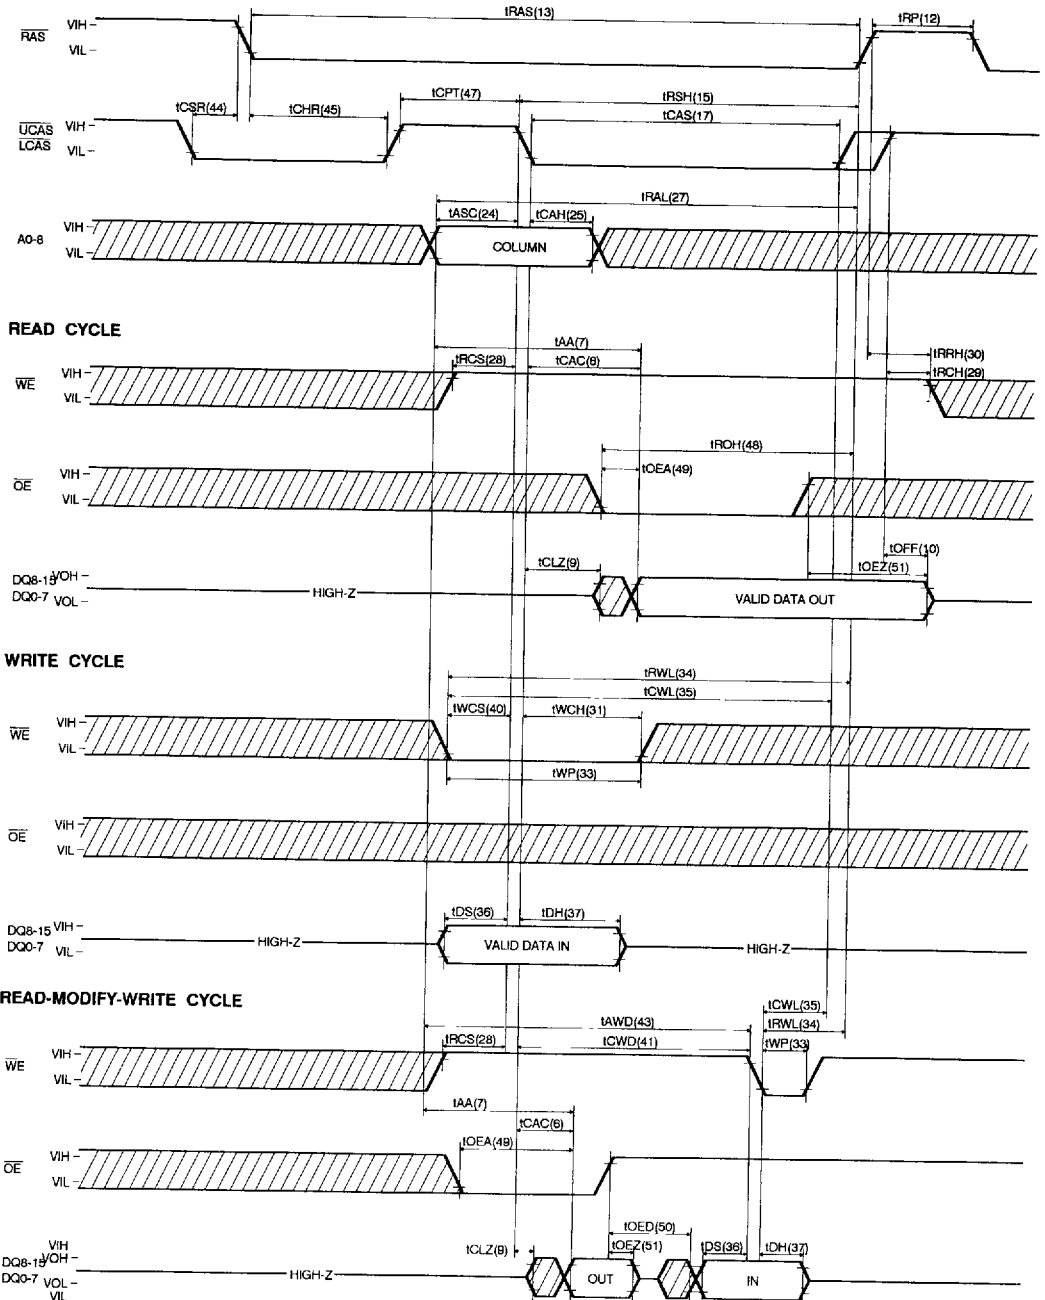 tRAS(13)
tRP(12)
RAS VIH
VIL
tCSR(44)
tCHR(45)
tCPT(47)
tRSH(15)
tCAS(17)
UCAS VIH
LCAS VIL
tRAL(27)
tASC(24)
tCAH(25)
A0-8 VIH
VIL
COLUMN
READ CYCLE
tAA(7)
tRCS(28)
tCAC(6)
tRRH(30)
tRCH(29)
WE VIH
VIL
tROH(48)
tOEA(49)
OE VIH
VIL
tOFF(10)
tCLZ(9)
tOEZ(51)
DQ8-15 VOH
DQ0-7 VOL
HIGH-Z
VALID DATA OUT
WRITE CYCLE
tRWL(34)
tCWL(35)
tWCS(40)
tWCH(31)
WE VIH
VIL
tWP(33)
OE VIH
VIL
tDS(36)
tDH(37)
DQ8-15 VIH
DQ0-7 VIL
HIGH-Z
VALID DATA IN
HIGH-Z
READ-MODIFY-WRITE CYCLE
tCWL(35)
tAWD(43)
tRWL(34)
tRCS(28)
tCWD(41)
tWP(33)
WE VIH
VIL
tAA(7)
tCAC(6)
tOEA(49)
OE VIH
VIL
tOED(50)
tCLZ(9)
tOEZ(51)
tDS(36)
tDH(37)
VIH
DQ8-15 VOH
DQ0-7 VOL
VIL
HIGH-Z
OUT
IN